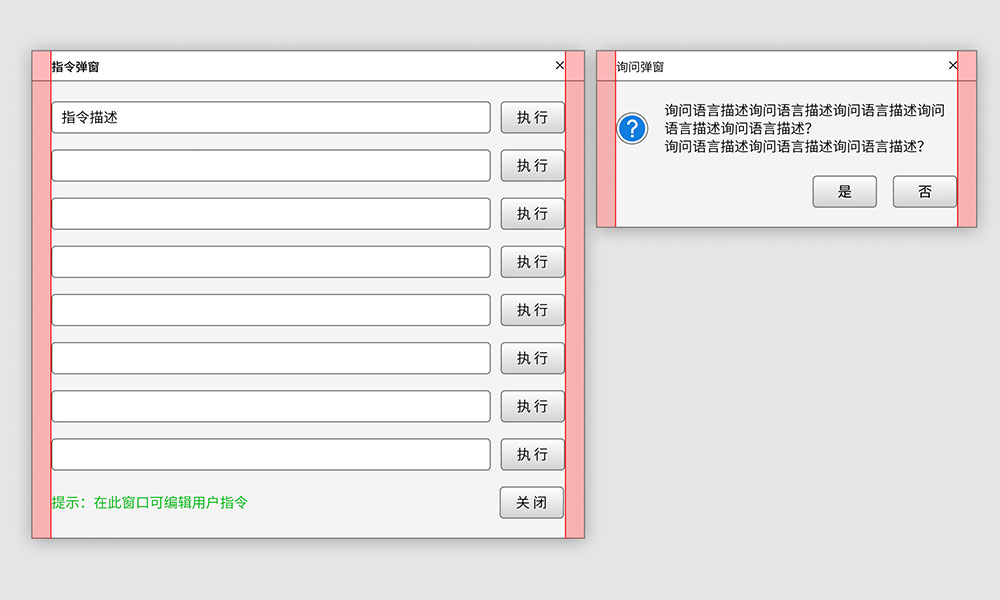 指令弹窗 ×
指令描述 执行
执行
执行
执行
执行
执行
执行
执行
提示：在此窗口可编辑用户指令 关闭
询问弹窗 ×
?
询问语言描述询问语言描述询问语言描述询问
语言描述询问语言描述?
询问语言描述询问语言描述询问语言描述?
是 否